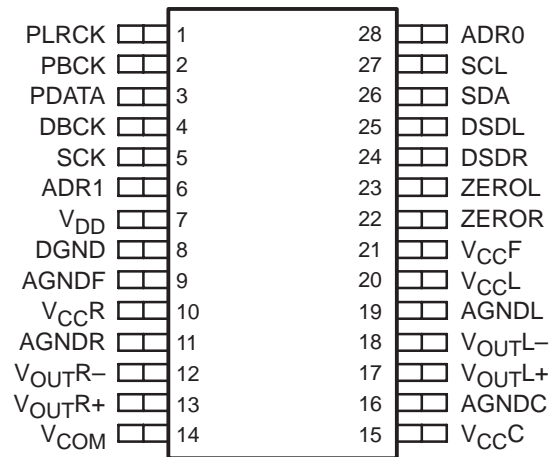 PLRCK 1 28 ADR0
PBCK 2 27 SCL
PDATA 3 26 SDA
DBCK 4 25 DSDL
SCK 5 24 DSDR
ADR1 6 23 ZEROL
VDD 7 22 ZEROR
DGND 8 21 VCCF
AGNDF 9 20 VCCL
VCCR 10 19 AGNDL
AGNDR 11 18 VOUTL–
VOUTR– 12 17 VOUTL+
VOUTR+ 13 16 AGNDC
VCOM 14 15 VCCC